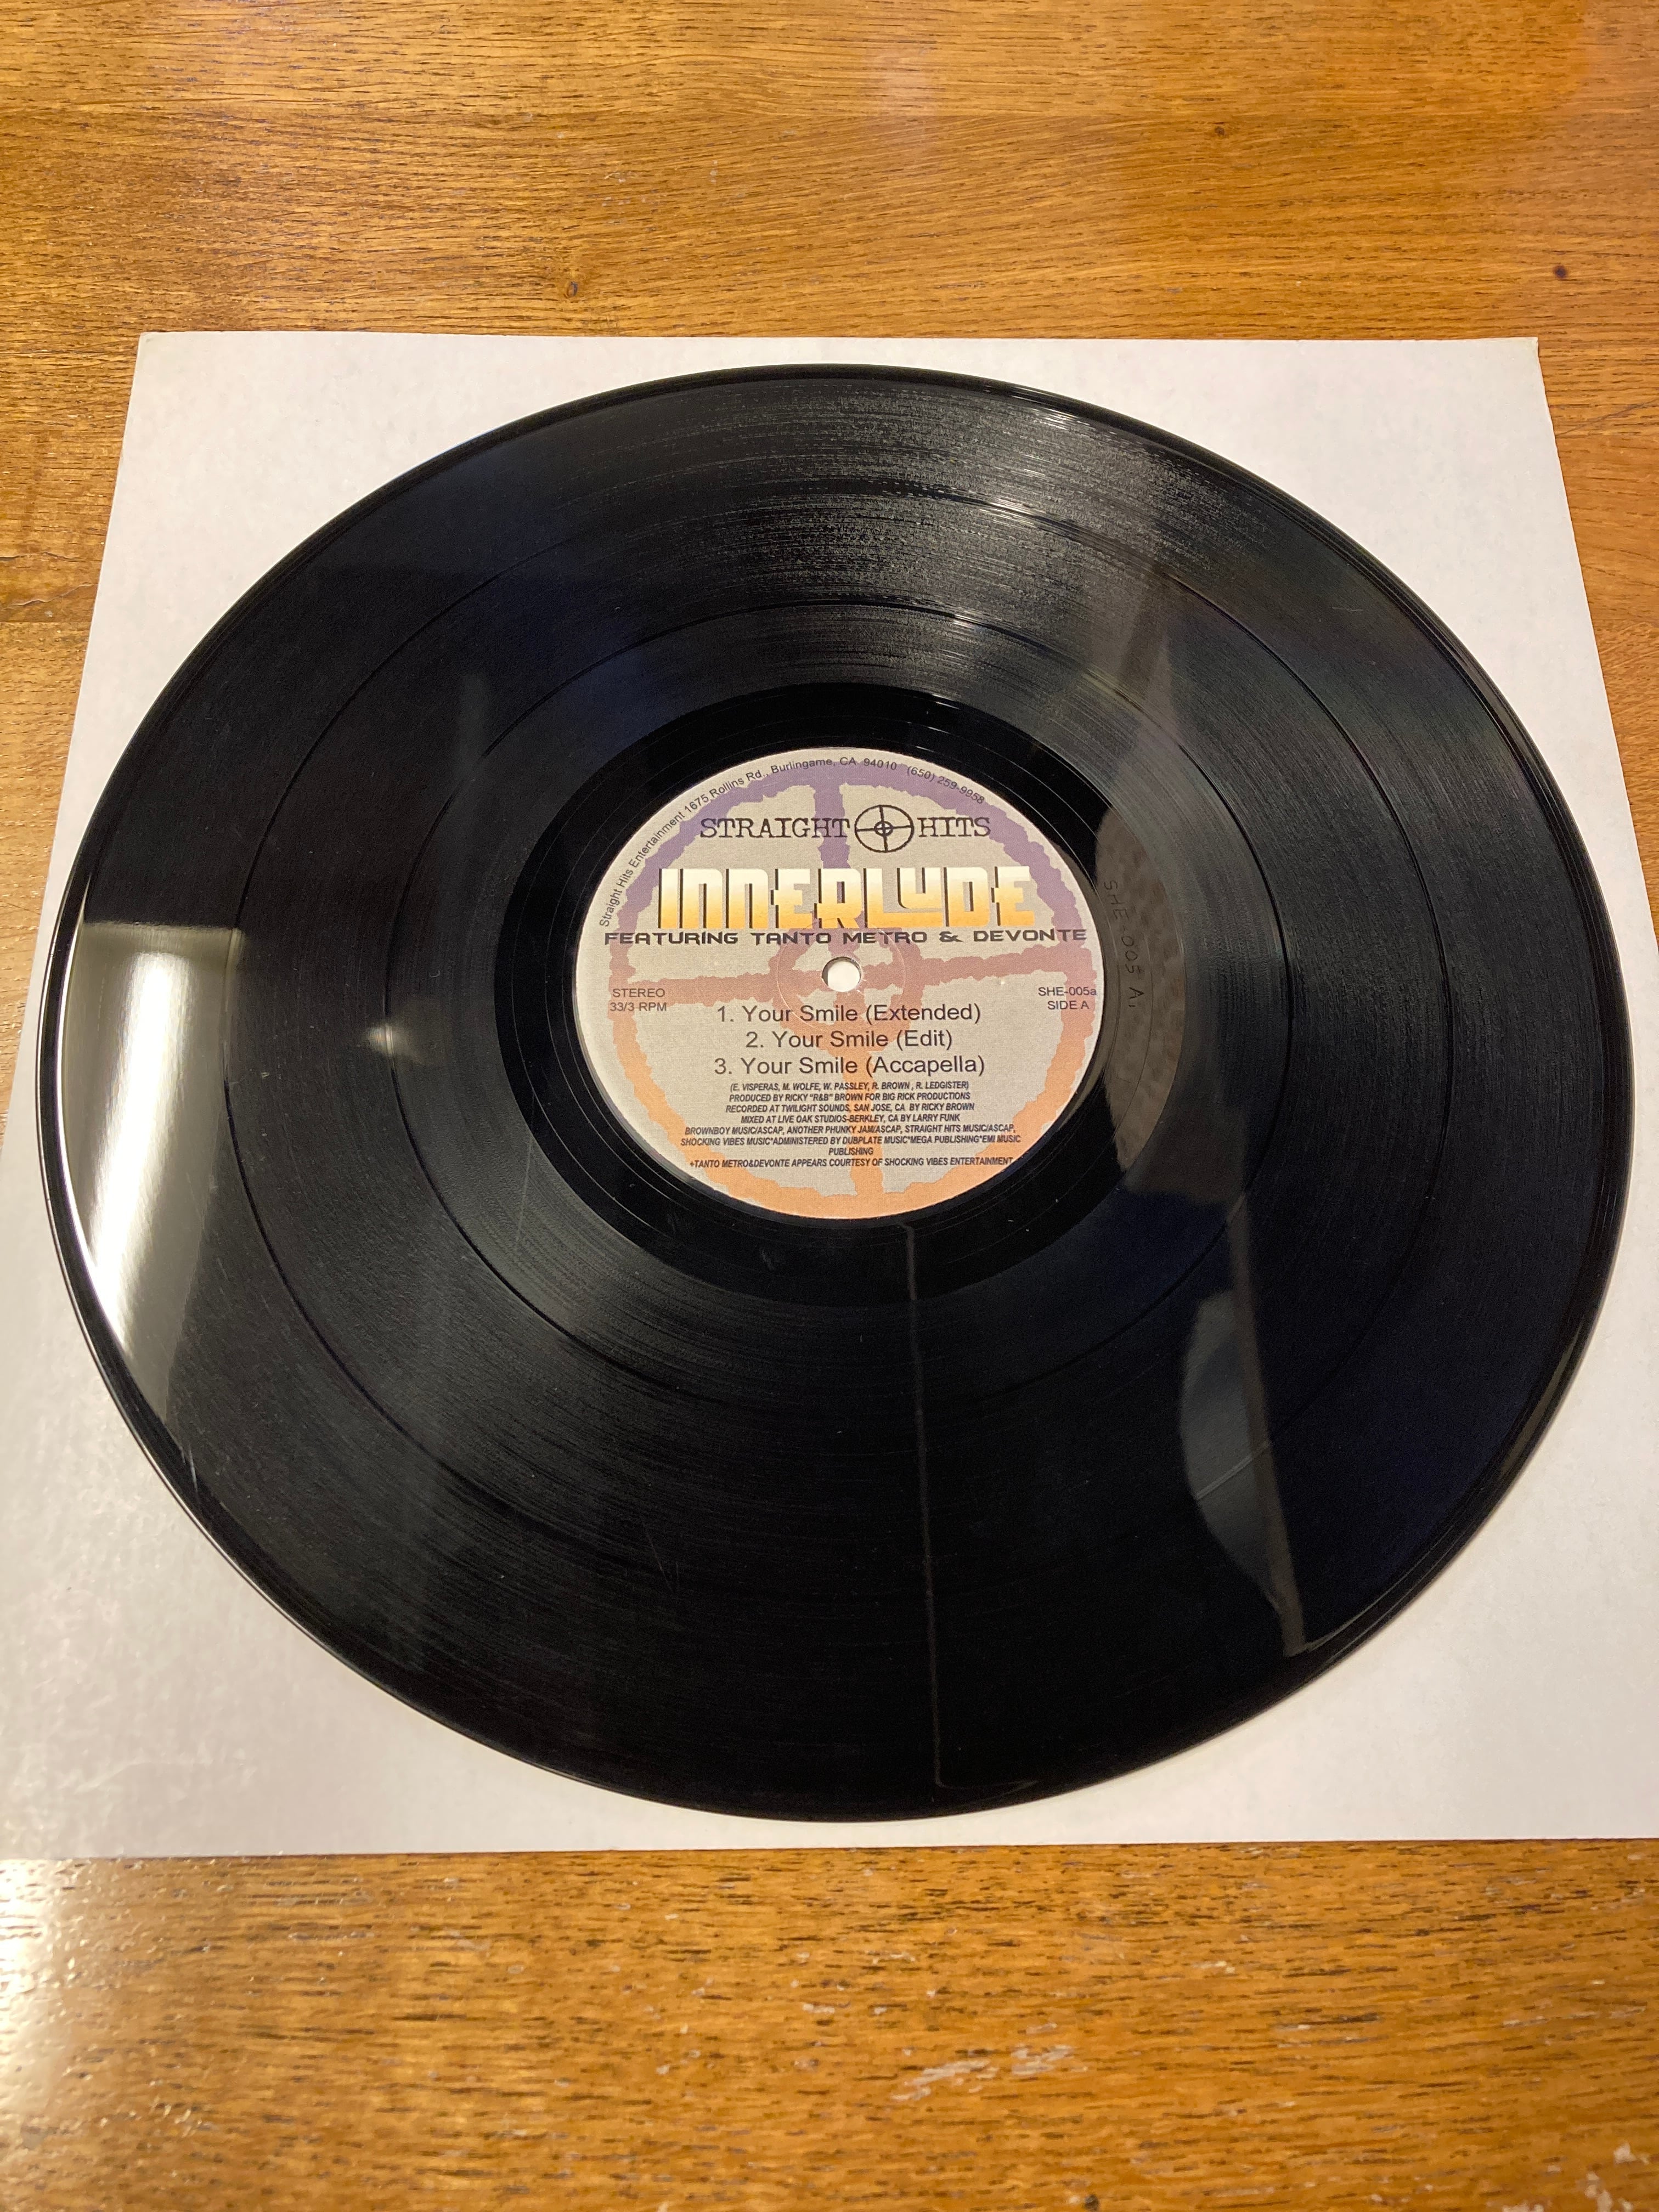 Straight Hits Entertainment 1675 Rollins Rd., Burlingame, CA 94010 (650) 259-9958
STRAIGHT HITS
INNERLUDE
FEATURING TANTO METRO & DEVONTE
STEREO
33/3 RPM
SHE-005a
SIDE A
1. Your Smile (Extended)
2. Your Smile (Edit)
3. Your Smile (Accapella)
(E. VISPERAS, M. WOLFE, W. PASSLEY, R. BROWN , R. LEDGISTER)
PRODUCED BY RICKY "R&B" BROWN FOR BIG RICK PRODUCTIONS
RECORDED AT TWILIGHT SOUNDS, SAN JOSE, CA BY RICKY BROWN
MIXED AT LIVE OAK STUDIOS-BERKLEY, CA BY LARRY FUNK
BROWNBOY MUSIC/ASCAP, ANOTHER PHUNKY JAM/ASCAP, STRAIGHT HITS MUSIC/ASCAP,
SHOCKING VIBES MUSIC*ADMINISTERED BY DUBPLATE MUSIC*MEGA PUBLISHING*EMI MUSIC
PUBLISHING
+TANTO METRO&DEVONTE APPEARS COURTESY OF SHOCKING VIBES ENTERTAINMENT
SHE 005 A